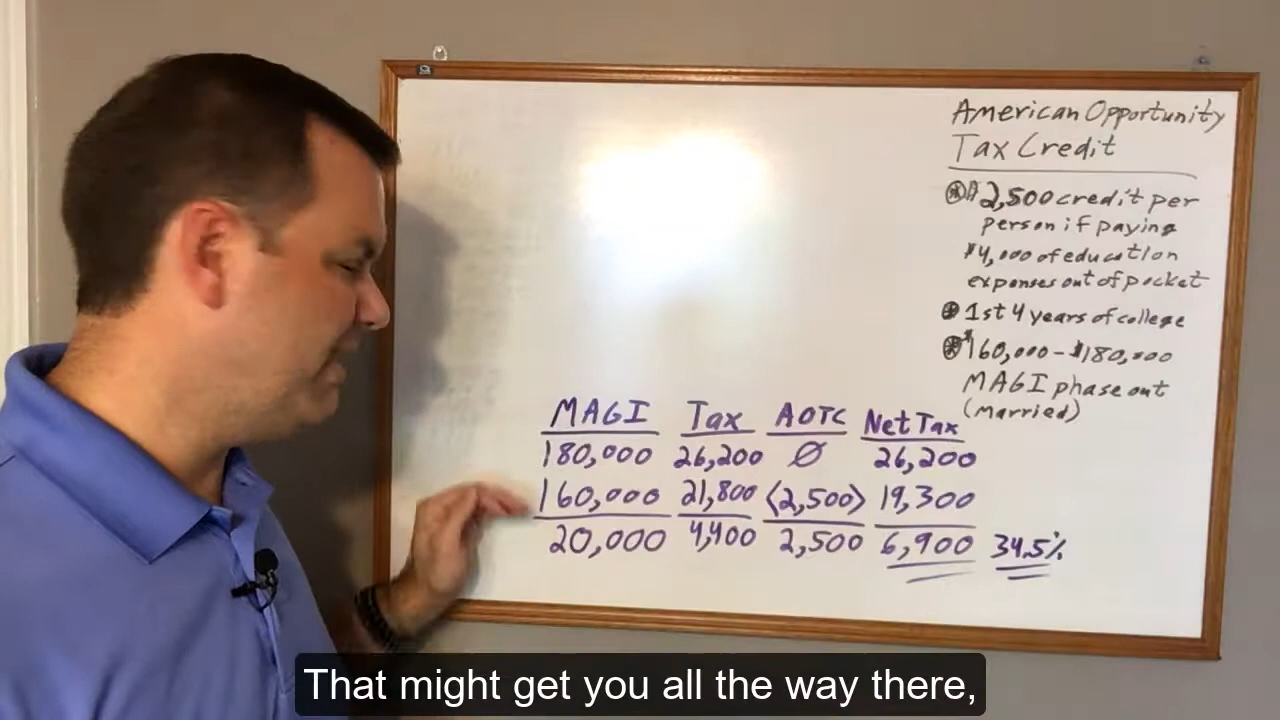 American Opportunity
Tax Credit
$2,500 credit per
person if paying
$4,000 of education
expenses out of pocket
1st 4 years of college
$160,000-$180,000
MAGI phase out
(married)
MAGI Tax AOTC Net Tax
180,000 26,200 Ø 26,200
160,000 21,800 〈2,500〉 19,300
20,000 4,400 2,500 6,900 34.5%
That might get you all the way there,